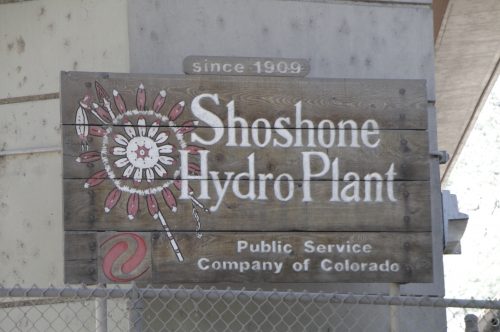 since 1909
Shoshone
Hydro Plant
Public Service
Company of Colorado